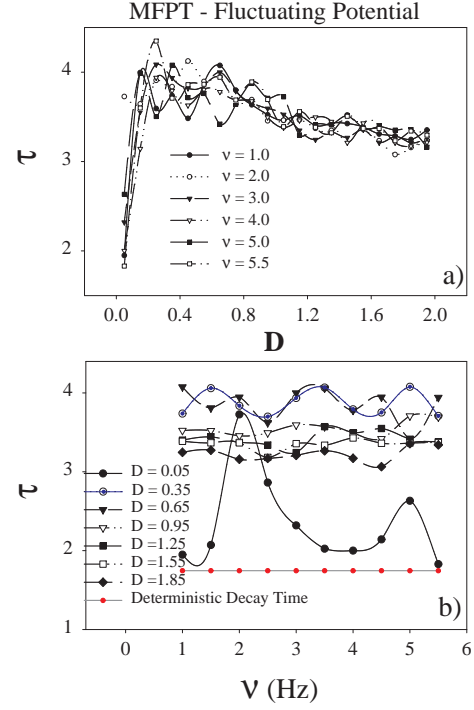 MFPT - Fluctuating Potential
a)
4
3
2
τ
ν = 1.0
ν = 2.0
ν = 3.0
ν = 4.0
ν = 5.0
ν = 5.5
0.0 0.4 0.8 1.2 1.6 2.0
D
b)
4
3
2
1
τ
D = 0.05
D = 0.35
D = 0.65
D = 0.95
D =1.25
D =1.55
D =1.85
Deterministic Decay Time
0 1 2 3 4 5 6
ν (Hz)